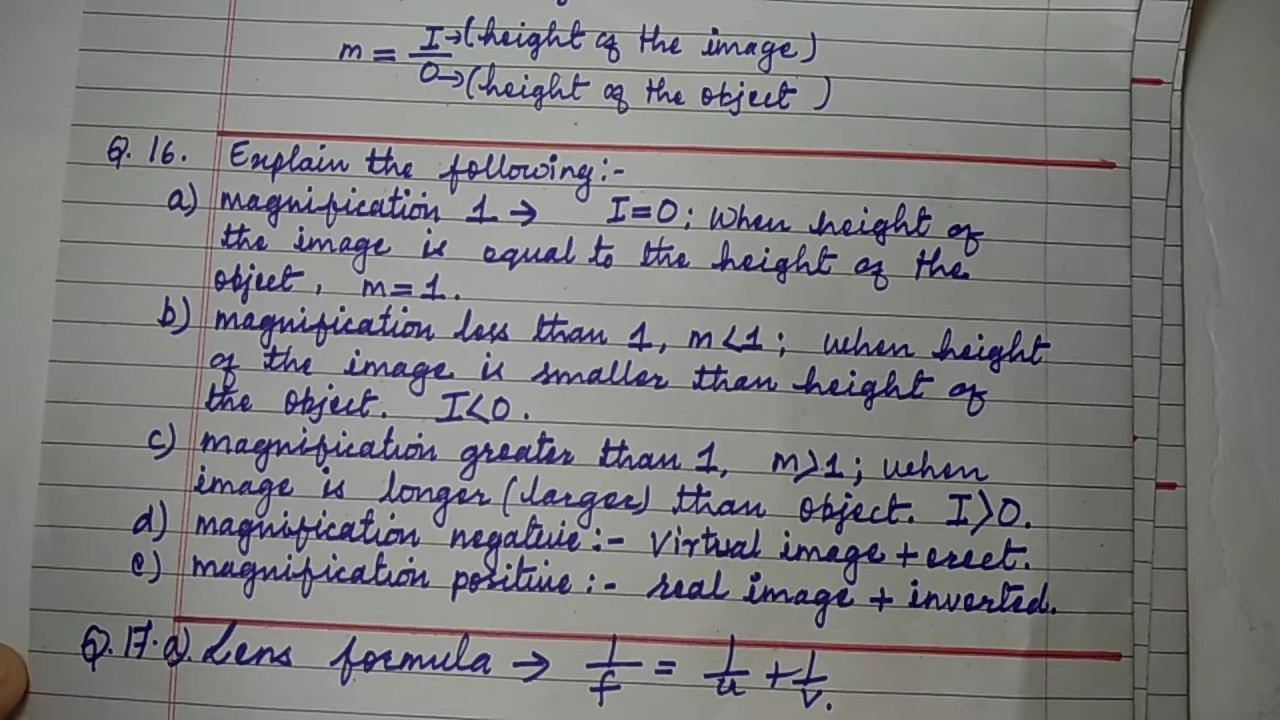 m = I→(height of the image)
O→(height of the object )
Q. 16. Explain the following:-
a) magnification 1 → I=O; When height of
the image is equal to the height of the
object, m=1.
b) magnification less than 1, m<1; when height
of the image is smaller than height of
the object. I<O.
c) magnification greater than 1, m>1; when
image is longer (larger) than object. I>O.
d) magnification negative:- Virtual image + erect.
e) magnification positive:- real image + inverted.
Q. 17. a). Lens formula → 1/f = 1/u + 1/v.